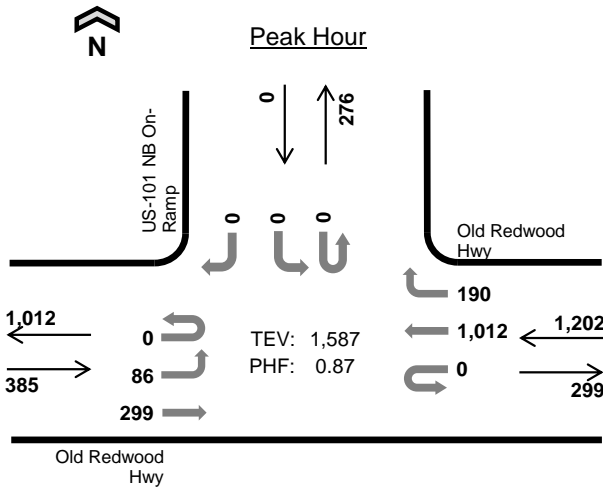 N
Peak Hour
0
276
US-101 NB On-
Ramp
0 0 0
Old Redwood
Hwy
190
1,012
0
1,202
299
1,012
385
0
86
299
TEV: 1,587
PHF: 0.87
Old Redwood
Hwy